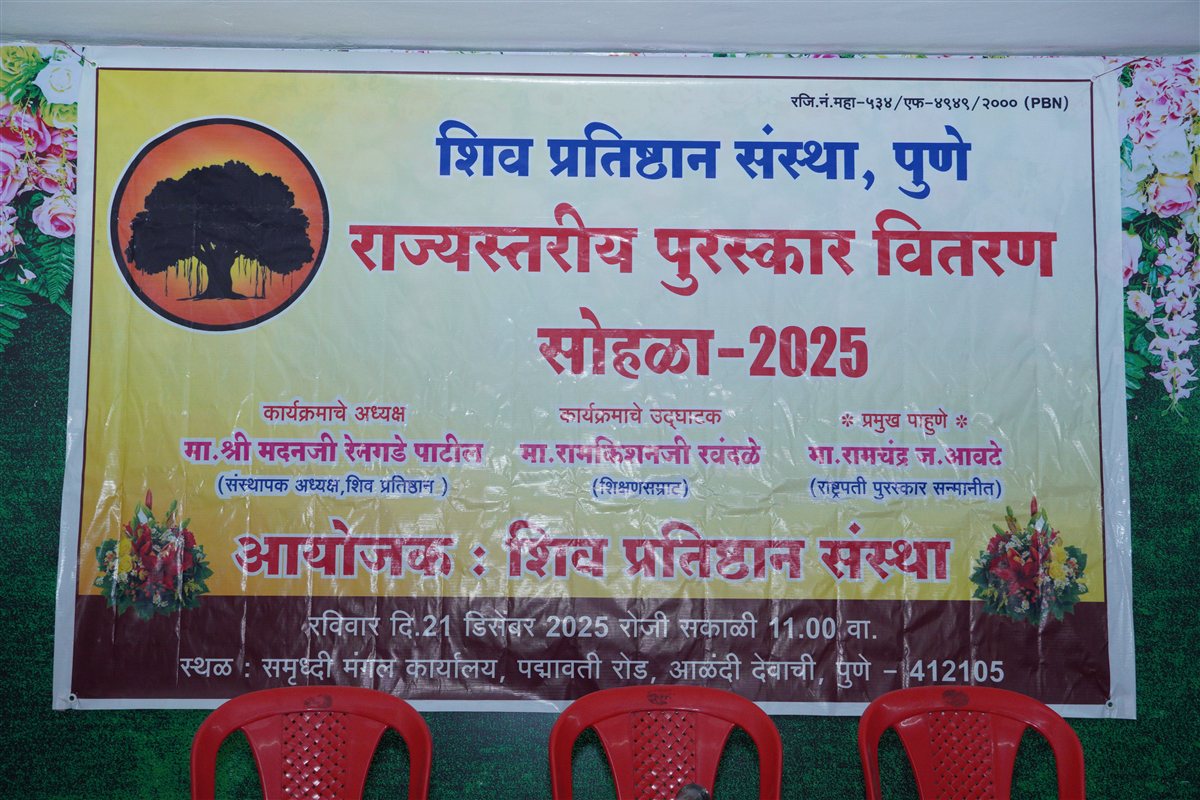 रजि.नं.महा-५३४/एफ-४९४९/२००० (PBN)
शिव प्रतिष्ठान संस्था, पुणे
राज्यस्तरीय पुरस्कार वितरण
सोहळा-2025
कार्यक्रमाचे अध्यक्ष
मा.श्री मदनजी रेनगडे पाटील
(संस्थापक अध्यक्ष,शिव प्रतिष्ठान )
कार्यक्रमाचे उद्‌घाटक
मा.रामकिशनजी रवंदळे
(शिक्षणसम्राट)
* प्रमुख पाहुणे *
मा.रामचंद्र ज.आवटे
(राष्ट्रपती पुरस्कार सन्मानीत)
आयोजक : शिव प्रतिष्ठान संस्था
रविवार दि.21 डिसेंबर 2025 रोजी सकाळी 11.00 वा.
स्थळ : समृध्दी मंगल कार्यालय, पद्मावती रोड, आळंदी देवाची, पुणे - 412105